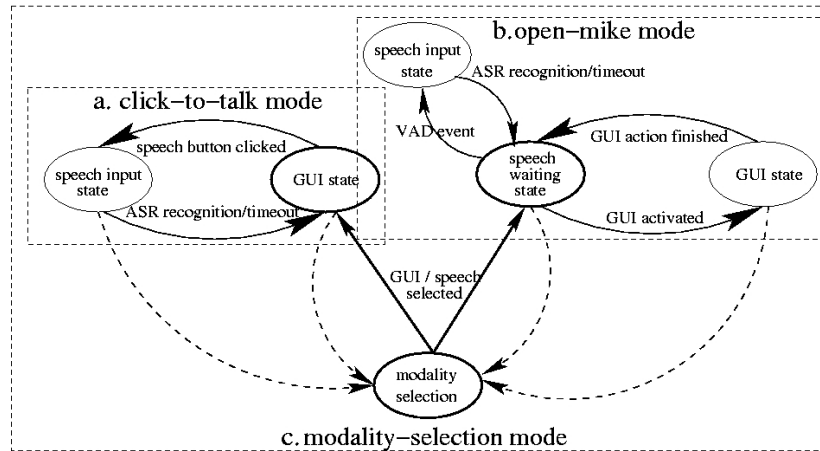 b.open-mike mode
speech input
state
ASR recognition/timeout
a. click-to-talk mode
VAD event
speech button clicked
GUI action finished
speech input
state
GUI state
speech
waiting
state
GUI state
ASR recognition/timeout
GUI activated
GUI / speech
selected
modality
selection
c. modality-selection mode